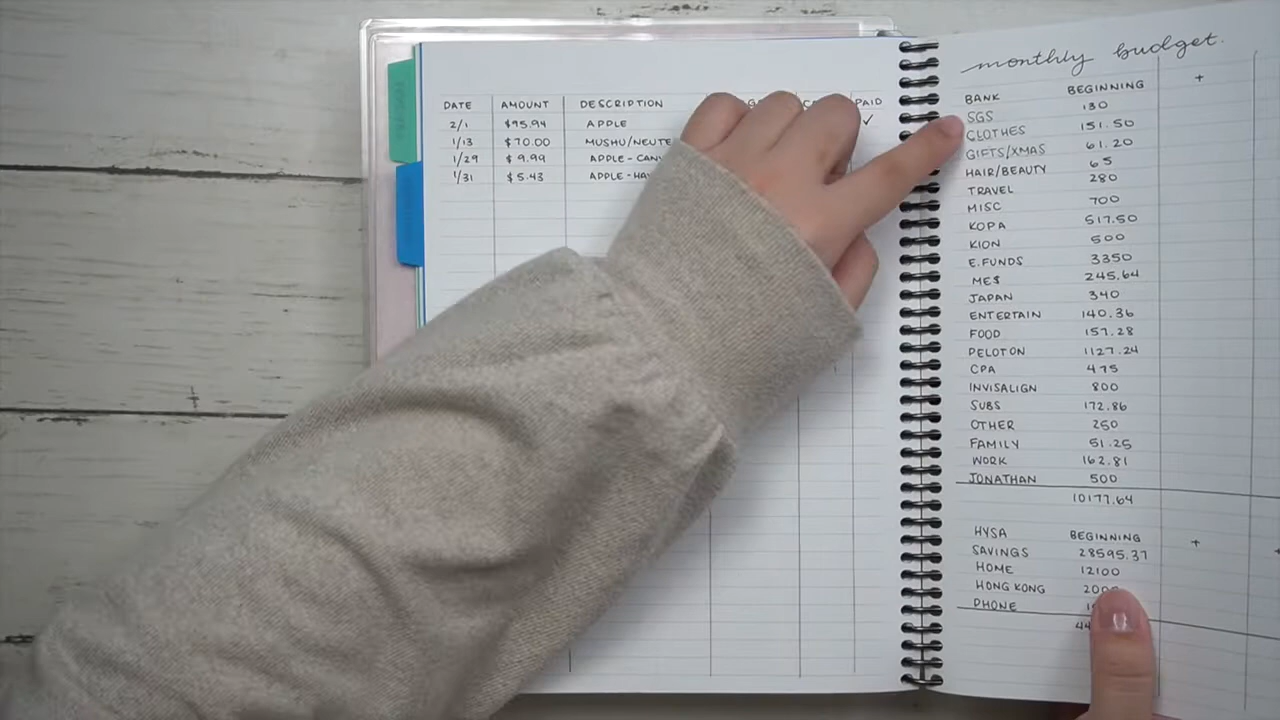 DATE AMOUNT DESCRIPTION PAID
2/1 $95.94 APPLE ✓
1/13 $70.00
1/29 $9.99 APPLE -
1/31 $5.43 APPLE -
monthly budget.
BANK BEGINNING +
SGS 130
CLOTHES 151.50
GIFTS/XMAS 61.20
HAIR/BEAUTY 65
TRAVEL 280
MISC 700
KOPA 517.50
KION 500
E.FUNDS 3350
ME$ 245.64
JAPAN 340
ENTERTAIN 140.36
FOOD 157.28
PELOTON 1127.24
CPA 475
INVISALIGN 800
SUBS 172.86
OTHER 250
FAMILY 51.25
WORK 162.81
JONATHAN 500
10177.64
HYSA BEGINNING +
SAVINGS 28595.37
HOME 12100
HONG KONG
PHONE